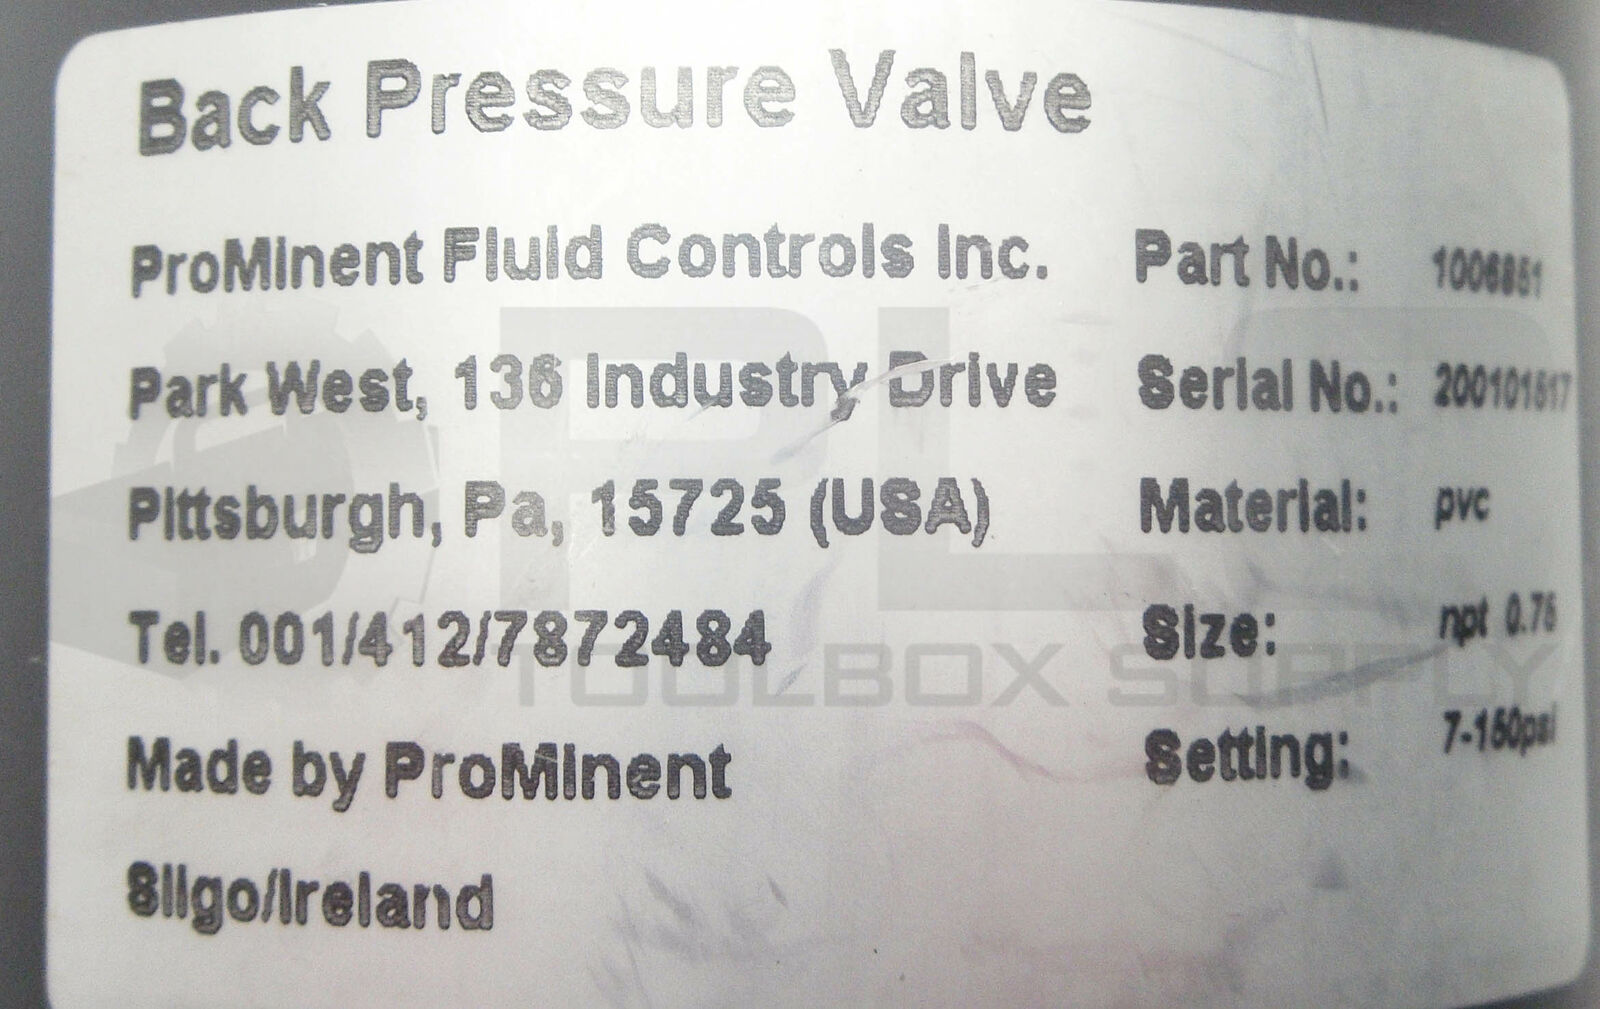 Back Pressure Valve
ProMinent Fluid Controls Inc.
Park West, 136 Industry Drive
Pittsburgh, Pa, 15725 (USA)
Tel. 001/412/7872484
Made by ProMinent
Sligo/Ireland
Part No.: 1006851
Serial No.: 200101517
Material: pvc
Size: npt 0.75
Setting: 7-150psi
PLC
TOOLBOX SUPPLY